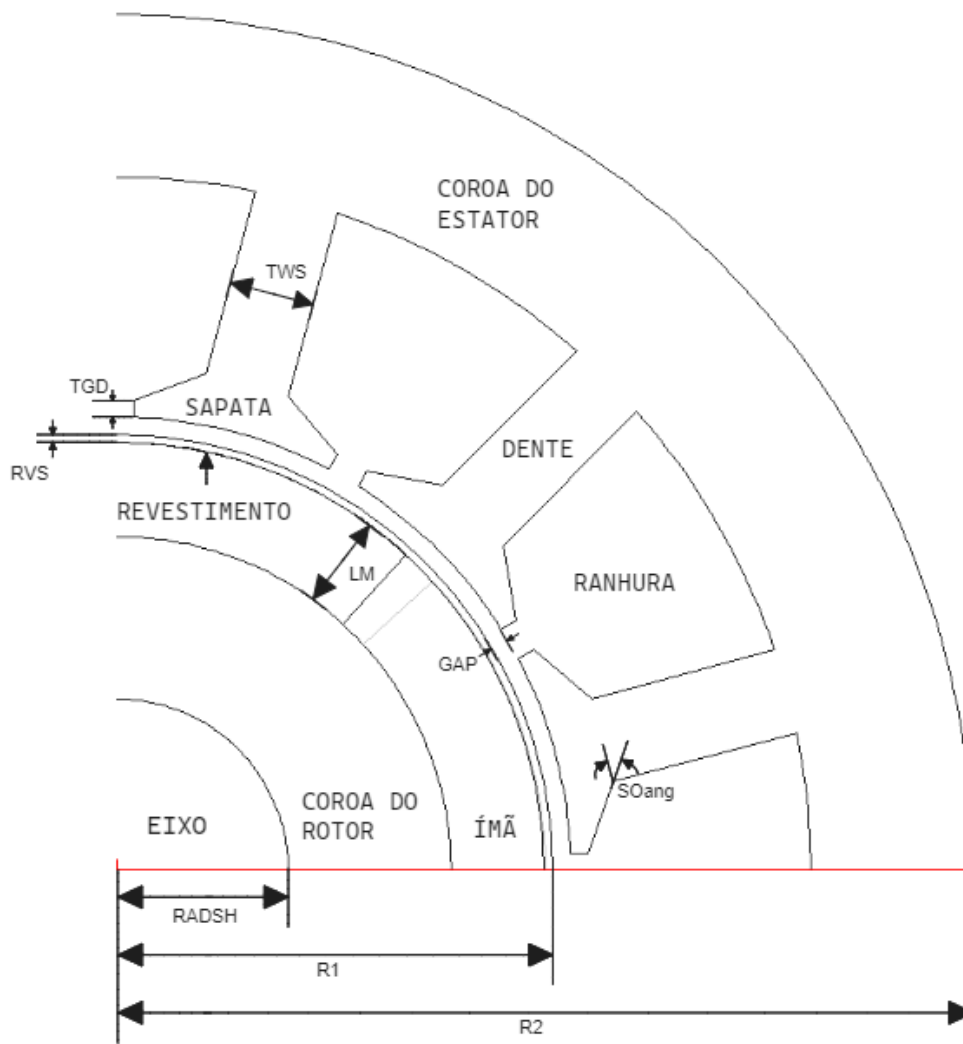 COROA DO
ESTATOR
TWS
TGD
SAPATA
RVS
DENTE
REVESTIMENTO
LM
RANHURA
GAP
SOang
COROA DO
ROTOR
EIXO
ÍMÃ
RADSH
R1
R2